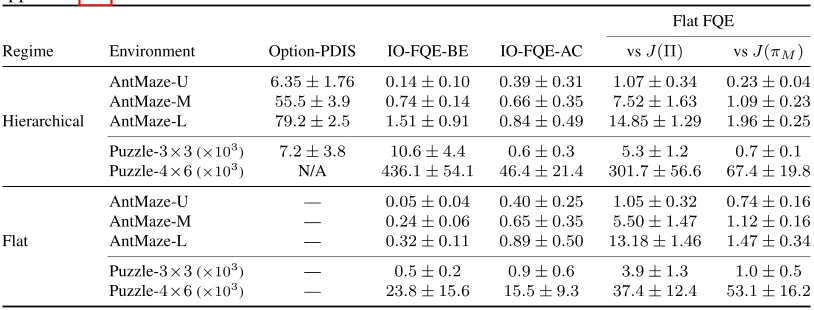 Flat FQE
Regime Environment Option-PDIS IO-FQE-BE IO-FQE-AC vs J(Π) vs J(π_M)
AntMaze-U 6.35 ± 1.76 0.14 ± 0.10 0.39 ± 0.31 1.07 ± 0.34 0.23 ± 0.04
AntMaze-M 55.5 ± 3.9 0.74 ± 0.14 0.66 ± 0.35 7.52 ± 1.63 1.09 ± 0.23
Hierarchical AntMaze-L 79.2 ± 2.5 1.51 ± 0.91 0.84 ± 0.49 14.85 ± 1.29 1.96 ± 0.25
Puzzle-3×3 (×10³) 7.2 ± 3.8 10.6 ± 4.4 0.6 ± 0.3 5.3 ± 1.2 0.7 ± 0.1
Puzzle-4×6 (×10³) N/A 436.1 ± 54.1 46.4 ± 21.4 301.7 ± 56.6 67.4 ± 19.8
AntMaze-U — 0.05 ± 0.04 0.40 ± 0.25 1.05 ± 0.32 0.74 ± 0.16
AntMaze-M — 0.24 ± 0.06 0.65 ± 0.35 5.50 ± 1.47 1.12 ± 0.16
Flat AntMaze-L — 0.32 ± 0.11 0.89 ± 0.50 13.18 ± 1.46 1.47 ± 0.34
Puzzle-3×3 (×10³) — 0.5 ± 0.2 0.9 ± 0.6 3.9 ± 1.3 1.0 ± 0.5
Puzzle-4×6 (×10³) — 23.8 ± 15.6 15.5 ± 9.3 37.4 ± 12.4 53.1 ± 16.2